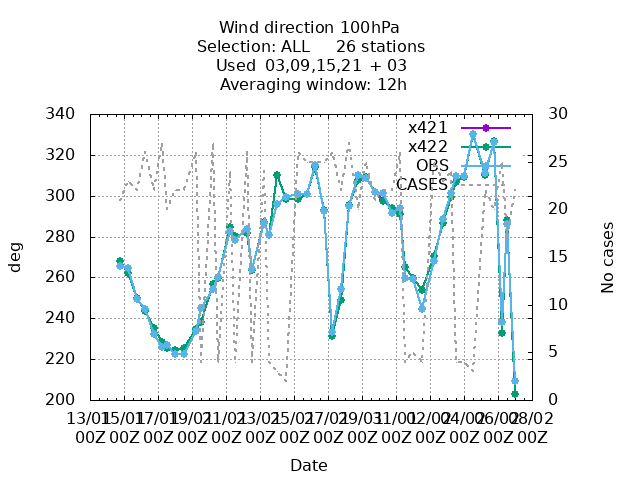 Wind direction 100hPa
Selection: ALL     26 stations
Used  03,09,15,21 + 03
Averaging window: 12h
x421
x422
OBS
CASES
deg
340
320
300
280
260
240
220
200
No cases
30
25
20
15
10
5
0
13/01 15/01 17/01 19/01 21/01 23/01 25/01 27/01 29/01 31/01 02/02 24/02 26/02 28/02
00Z 00Z 00Z 00Z 00Z 00Z 00Z 00Z 00Z 00Z 00Z 00Z 00Z 00Z
Date